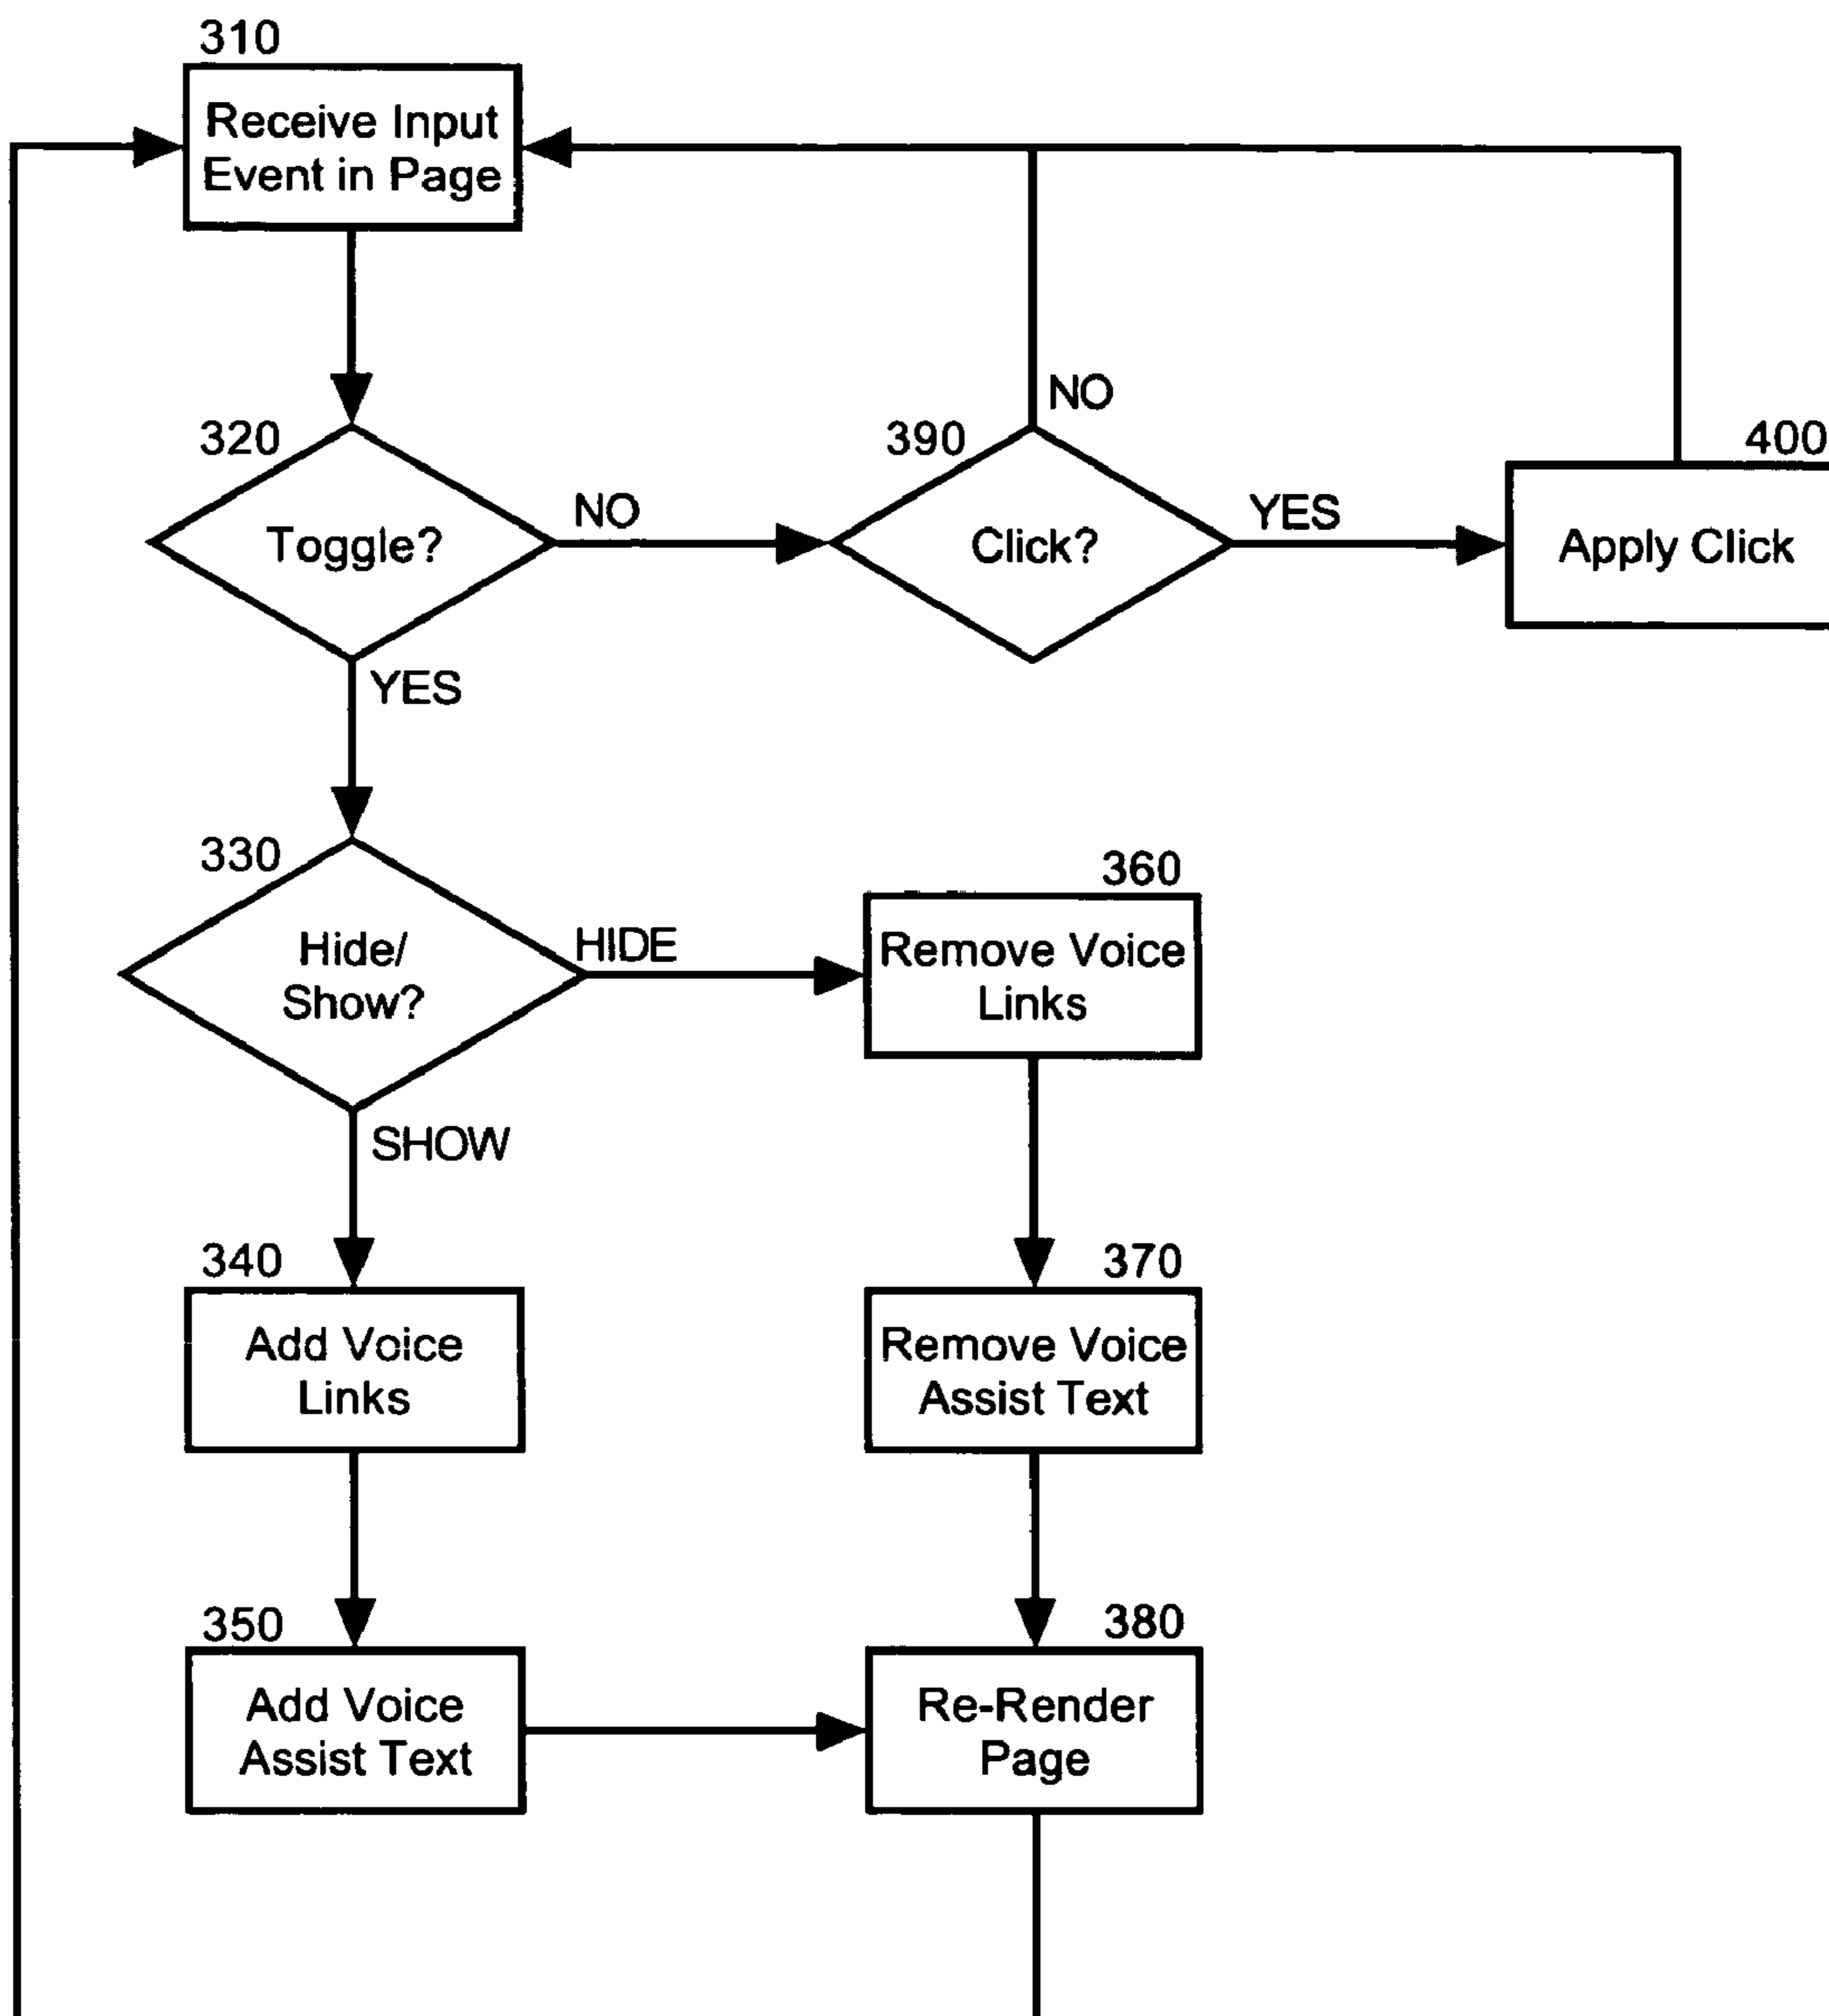 310
Receive Input
Event in Page
NO
320
390
400
Toggle?
NO
Click?
YES
Apply Click
YES
330
360
Hide/
Show?
HIDE
Remove Voice
Links
SHOW
340
370
Add Voice
Links
Remove Voice
Assist Text
350
380
Add Voice
Assist Text
Re-Render
Page